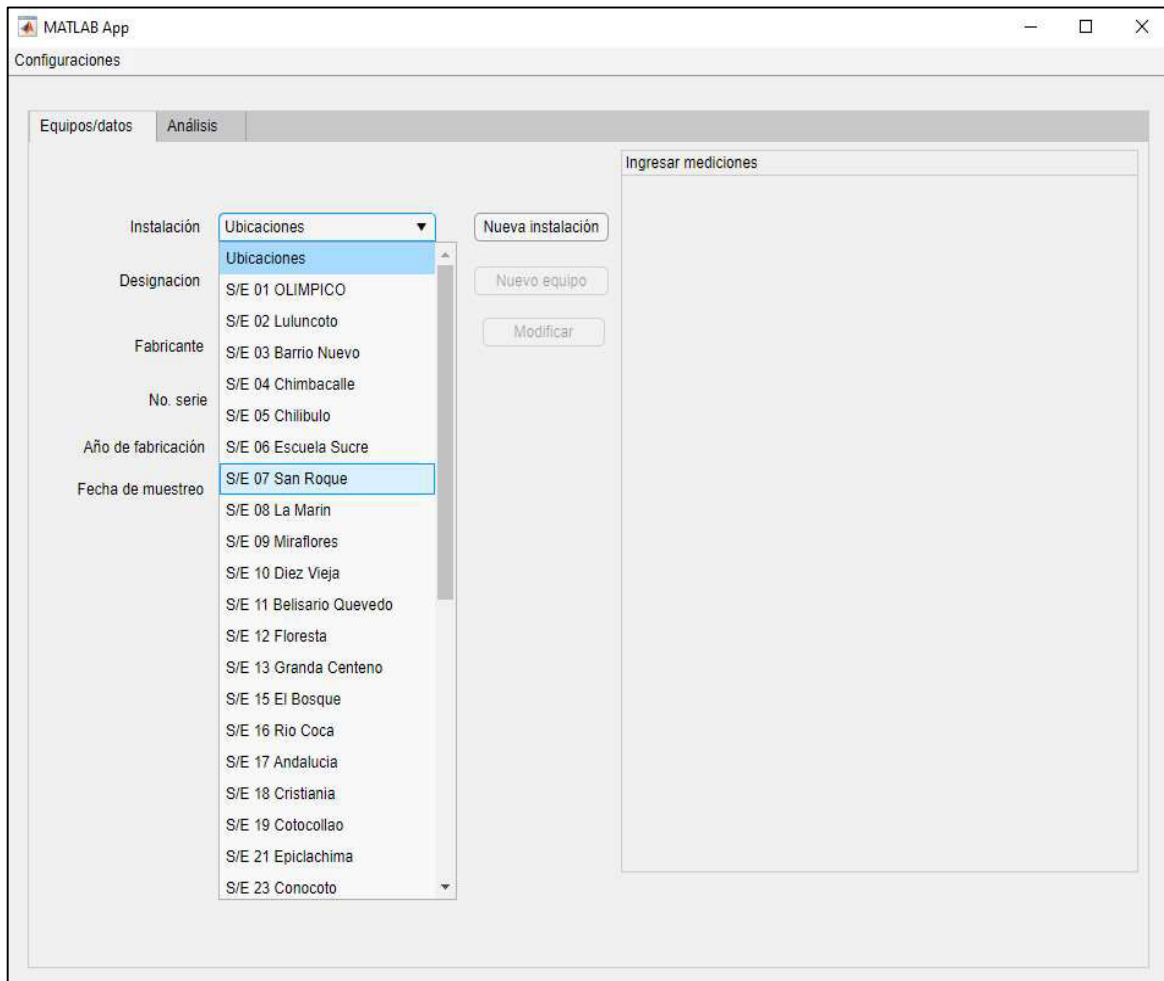 MATLAB App
Configuraciones
Equipos/datos Análisis
Ingresar mediciones
Instalación Ubicaciones Nueva instalación
Ubicaciones
Designacion S/E 01 OLIMPICO Nuevo equipo
S/E 02 Luluncoto
Modificar
Fabricante S/E 03 Barrio Nuevo
S/E 04 Chimbacalle
No. serie S/E 05 Chilibulo
Año de fabricación S/E 06 Escuela Sucre
Fecha de muestreo S/E 07 San Roque
S/E 08 La Marin
S/E 09 Miraflores
S/E 10 Diez Vieja
S/E 11 Belisario Quevedo
S/E 12 Floresta
S/E 13 Granda Centeno
S/E 15 El Bosque
S/E 16 Rio Coca
S/E 17 Andalucia
S/E 18 Cristiania
S/E 19 Cotocollao
S/E 21 Epiclachima
S/E 23 Conocoto